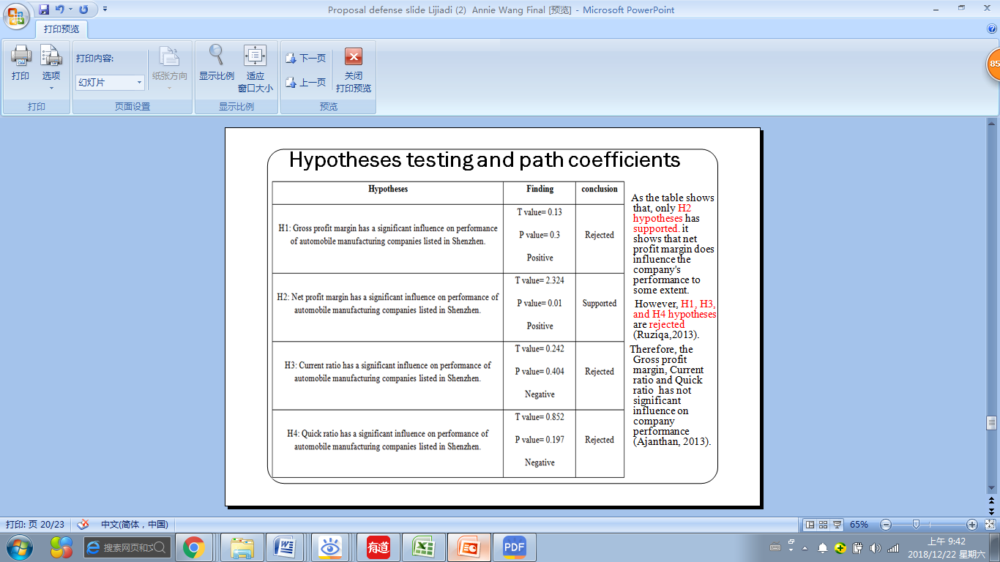 Proposal defense slide Lijiadi (2) Annie Wang Final [预览] - Microsoft PowerPoint
打印预览
打印
选项
打印内容:
幻灯片
纸张方向
显示比例
适应
窗口大小
下一页
上一页
关闭
打印预览
打印
页面设置
显示比例
预览
85
Hypotheses testing and path coefficients
Hypotheses
Finding
conclusion
H1: Gross profit margin has a significant influence on performance
of automobile manufacturing companies listed in Shenzhen.
T value= 0.13
P value= 0.3
Positive
Rejected
H2: Net profit margin has a significant influence on performance of
automobile manufacturing companies listed in Shenzhen.
T value= 2.324
P value= 0.01
Positive
Supported
H3: Current ratio has a significant influence on performance of
automobile manufacturing companies listed in Shenzhen.
T value= 0.242
P value= 0.404
Negative
Rejected
H4: Quick ratio has a significant influence on performance of
automobile manufacturing companies listed in Shenzhen.
T value= 0.852
P value= 0.197
Negative
Rejected
As the table shows
that, only H2
hypotheses has
supported. it
shows that net
profit margin does
influence the
company's
performance to
some extent.
However, H1, H3,
and H4 hypotheses
are rejected
(Ruziqa,2013).
Therefore, the
Gross profit
margin, Current
ratio and Quick
ratio has not
significant
influence on
company
performance
(Ajanthan, 2013).
打印: 页 20/23
中文(简体，中国)
65%
搜索网页和文
有道
PDF
上午 9:42
2018/12/22 星期六